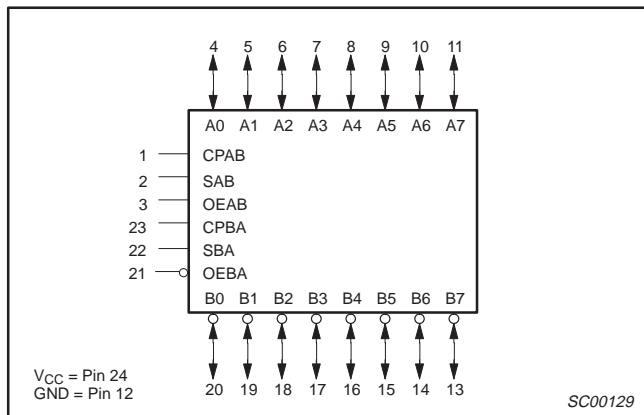 4 5 6 7 8 9 10 11
A0 A1 A2 A3 A4 A5 A6 A7
1 CPAB
2 SAB
3 OEAB
23 CPBA
22 SBA
21 OEBA
B0 B1 B2 B3 B4 B5 B6 B7
20 19 18 17 16 15 14 13
VCC = Pin 24
GND = Pin 12
SC00129